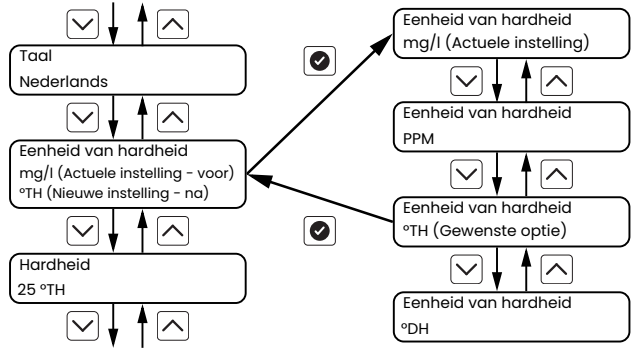 Taal
Nederlands
Eenheid van hardheid
mg/l (Actuele instelling - voor)
°TH (Nieuwe instelling - na)
Hardheid
25 °TH
Eenheid van hardheid
mg/l (Actuele instelling)
Eenheid van hardheid
PPM
Eenheid van hardheid
°TH (Gewenste optie)
Eenheid van hardheid
°DH